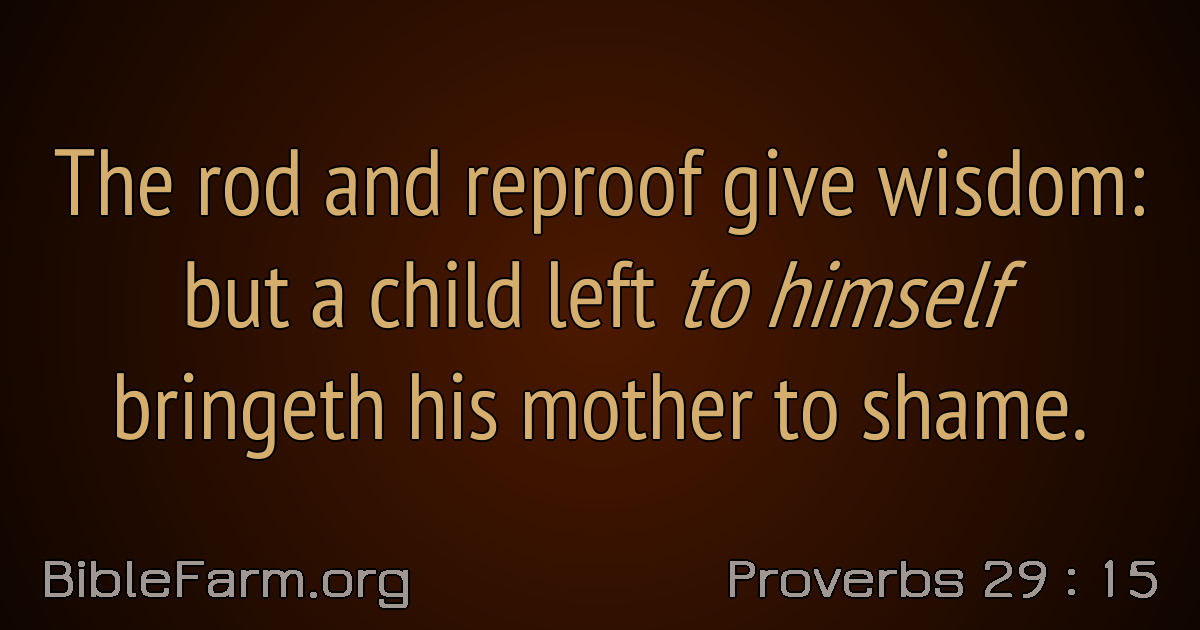 The rod and reproof give wisdom:
but a child left to himself
bringeth his mother to shame.
BibleFarm.org
Proverbs 29 : 15